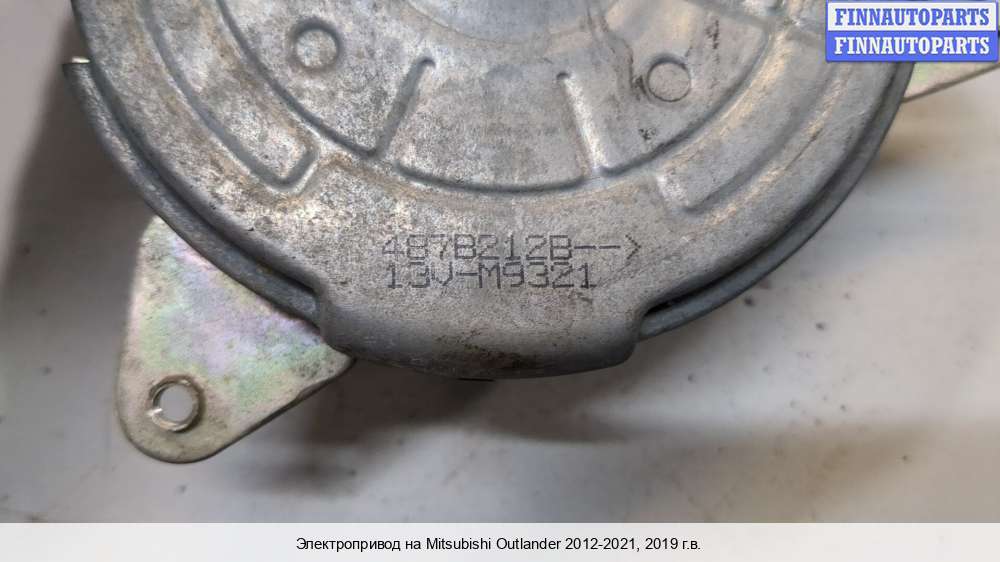 FINNAUTOPARTS
FINNAUTOPARTS
487B212B-->
13V-M9321
Электропривод на Mitsubishi Outlander 2012-2021, 2019 г.в.